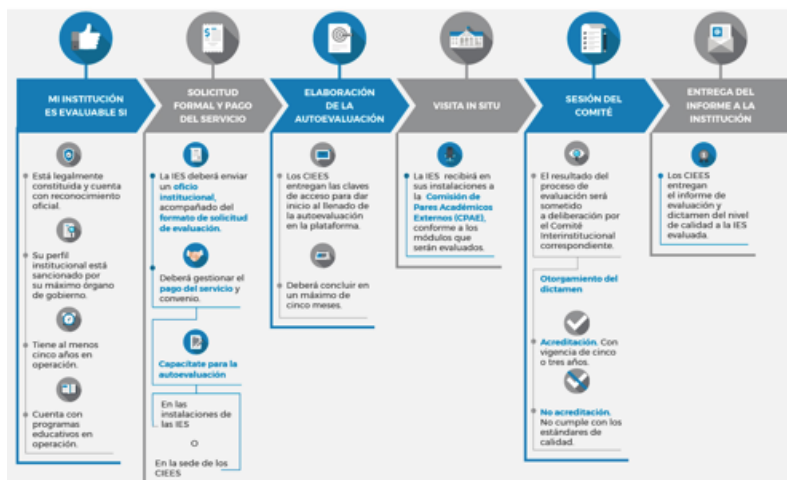 MI INSTITUCIÓN
ES EVALUABLE SI
Está legalmente
constituida y cuenta
con reconocimiento
oficial.
Su perfil
institucional está
sancionado por
su máximo órgano
de gobierno.
Tiene al menos
cinco años en
operación.
Cuenta con
programas
educativos en
operación.
SOLICITUD
FORMAL Y PAGO
DEL SERVICIO
La IES deberá enviar
un oficio
institucional,
acompañado del
formato de solicitud
de evaluación.
Deberá gestionar el
pago del servicio y
convenio.
Capacítate para la
autoevaluación
En las
instalaciones de
las IES
O
En la sede de los
CIEES
ELABORACIÓN
DE LA
AUTOEVALUACIÓN
Los CIEES
entregan las claves
de acceso para dar
inicio al llenado de
la autoevaluación
en la plataforma.
Deberá concluir en
un máximo de
cinco meses.
VISITA IN SITU
La IES recibirá en
sus instalaciones a
la Comisión de
Pares Académicos
Externos (CPAE),
conforme a los
módulos que
serán evaluados.
SESIÓN DEL
COMITÉ
El resultado del
proceso de
evaluación será
sometido
a deliberación por
el Comité
Interinstitucional
correspondiente.
Otorgamiento del
dictamen
Acreditación. Con
vigencia de cinco
o tres años.
No acreditación.
No cumple con los
estándares de
calidad.
ENTREGA DEL
INFORME A LA
INSTITUCIÓN
Los CIEES
entregan
el informe de
evaluación y
dictamen del nivel
de calidad a la IES
evaluada.